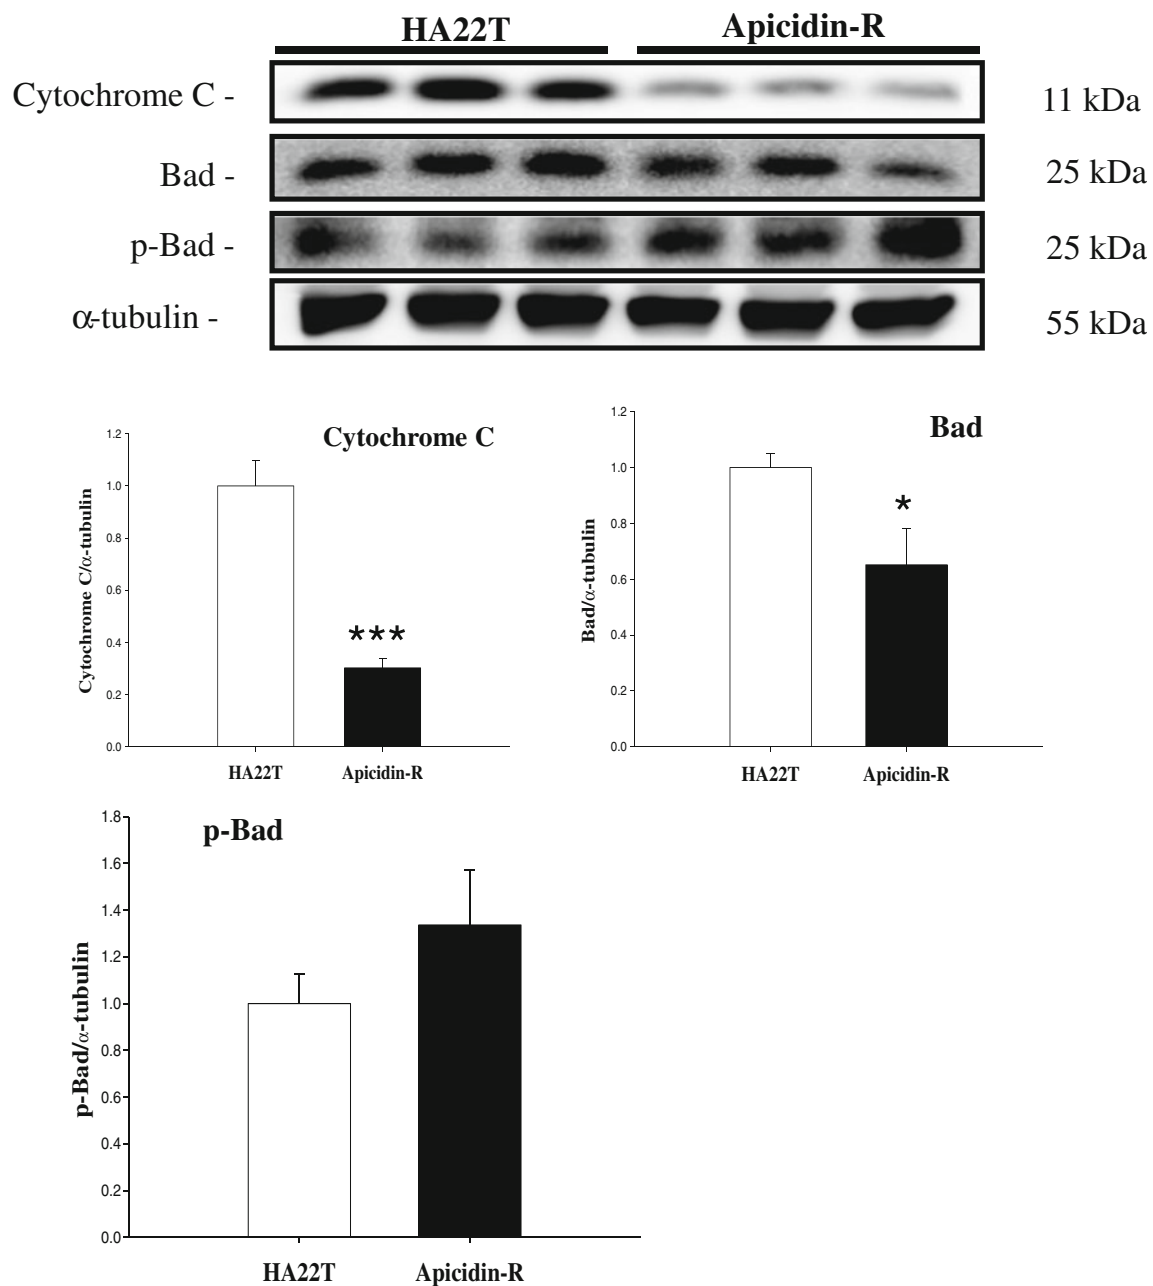 HA22T Apicidin-R
Cytochrome C - 11 kDa
Bad - 25 kDa
p-Bad - 25 kDa
α-tubulin - 55 kDa
Cytochrome C
Cytochrome C/α-tubulin
1.2
1.0
0.8
0.6
0.4
0.2
0.0
***
HA22T Apicidin-R
Bad
Bad/α-tubulin
1.2
1.0
0.8
0.6
0.4
0.2
0.0
*
HA22T Apicidin-R
p-Bad
p-Bad/α-tubulin
1.8
1.6
1.4
1.2
1.0
0.8
0.6
0.4
0.2
0.0
HA22T Apicidin-R